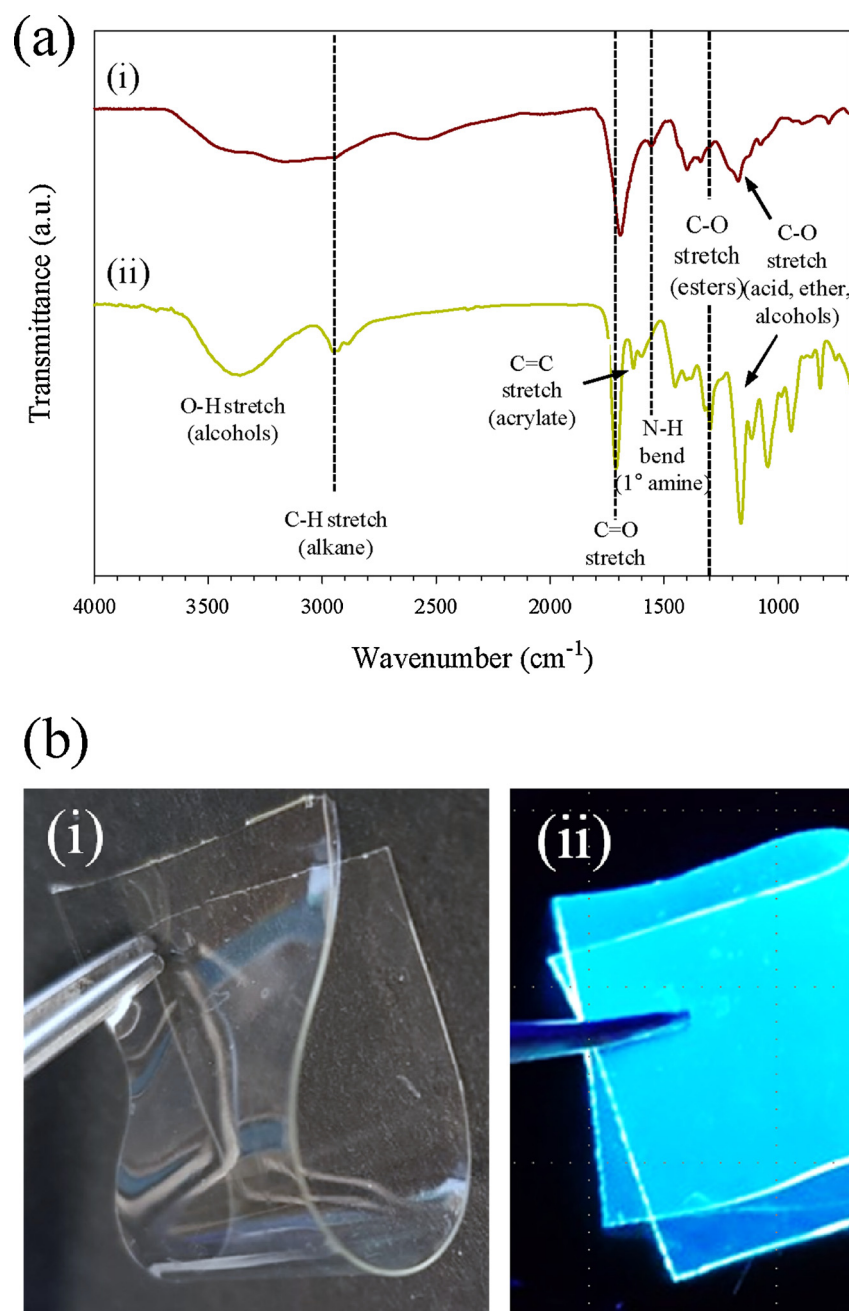 (a)
(i)
(ii)
O-H stretch
(alcohols)
C-H stretch
(alkane)
C=C
stretch
(acrylate)
N-H
bend
(1° amine)
C=O
stretch
C-O
stretch
(esters)
C-O
stretch
(acid, ether,
alcohols)
Transmittance (a.u.)
4000 3500 3000 2500 2000 1500 1000
Wavenumber (cm⁻¹)
(b)
(i)
(ii)